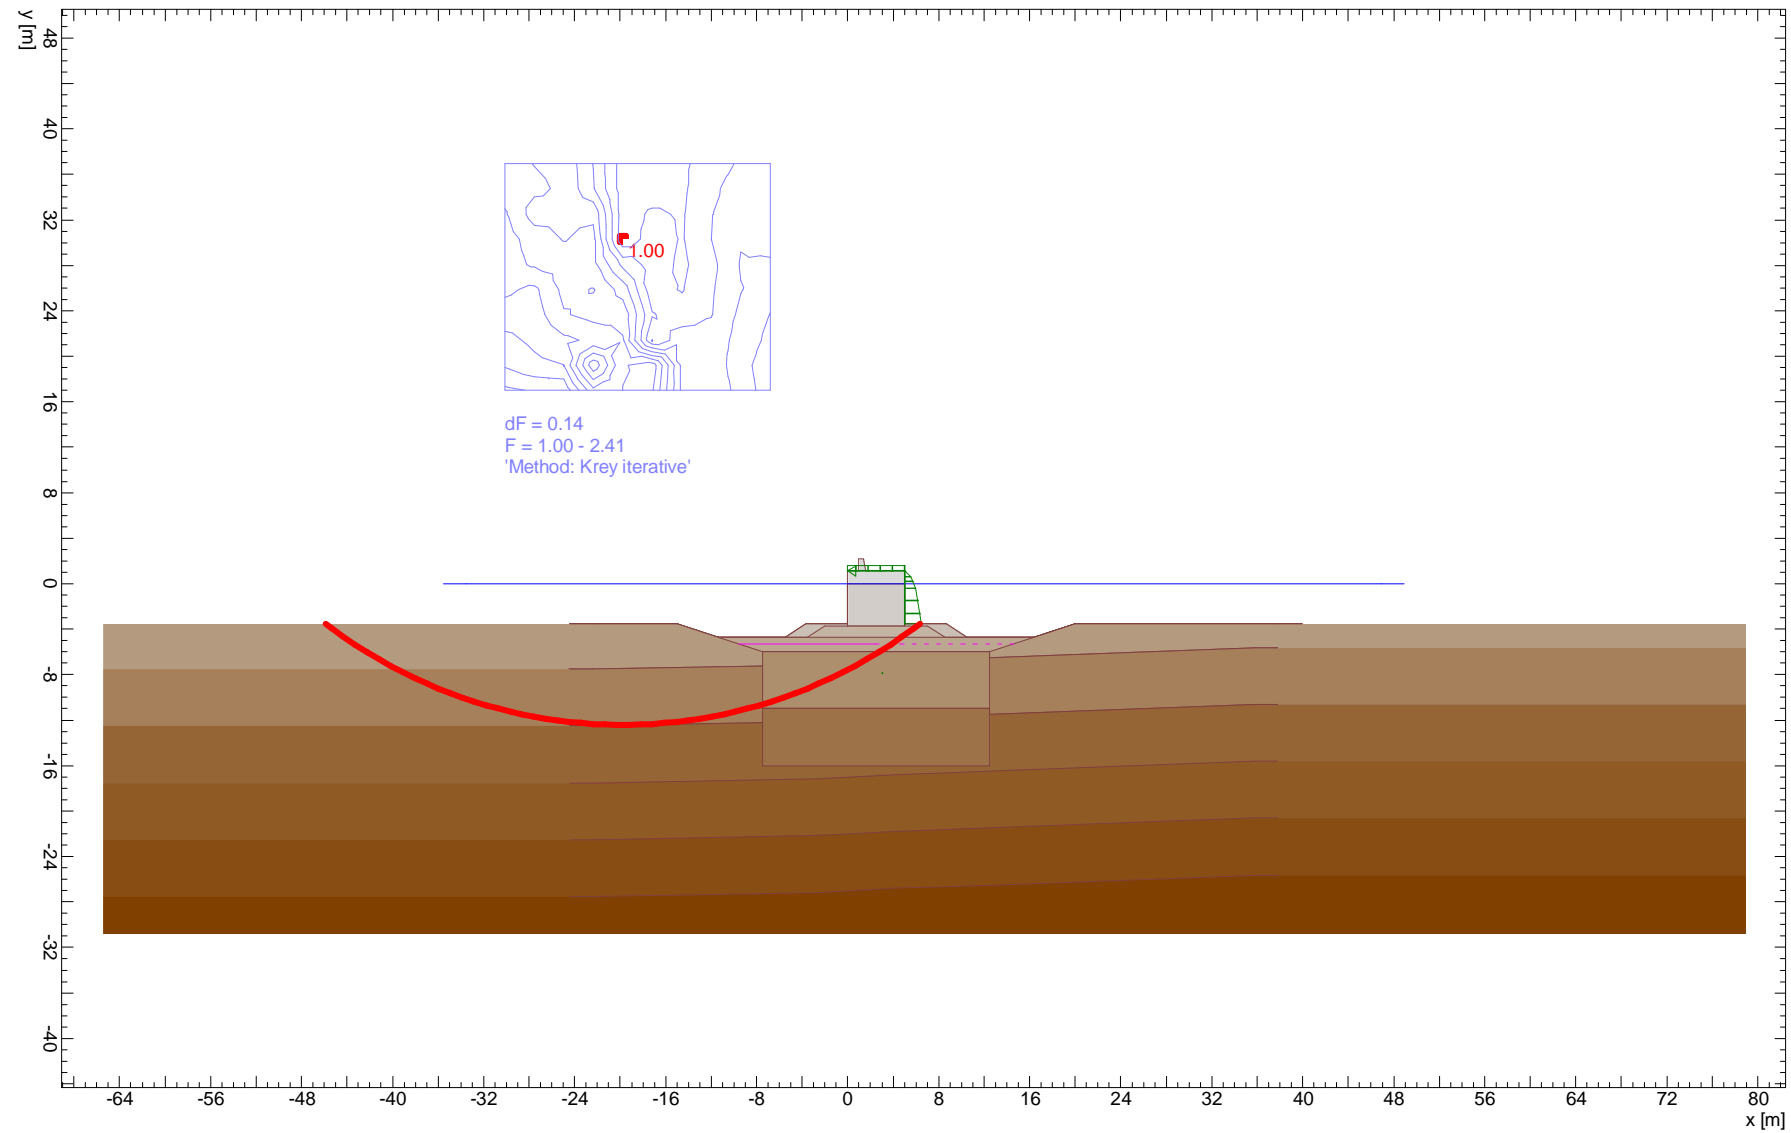 y [m]
48
40
32
24
16
8
0
-8
-16
-24
-32
-40
1.00
dF = 0.14
F = 1.00 - 2.41
'Method: Krey iterative'
-64 -56 -48 -40 -32 -24 -16 -8 0 8 16 24 32 40 48 56 64 72 80
x [m]